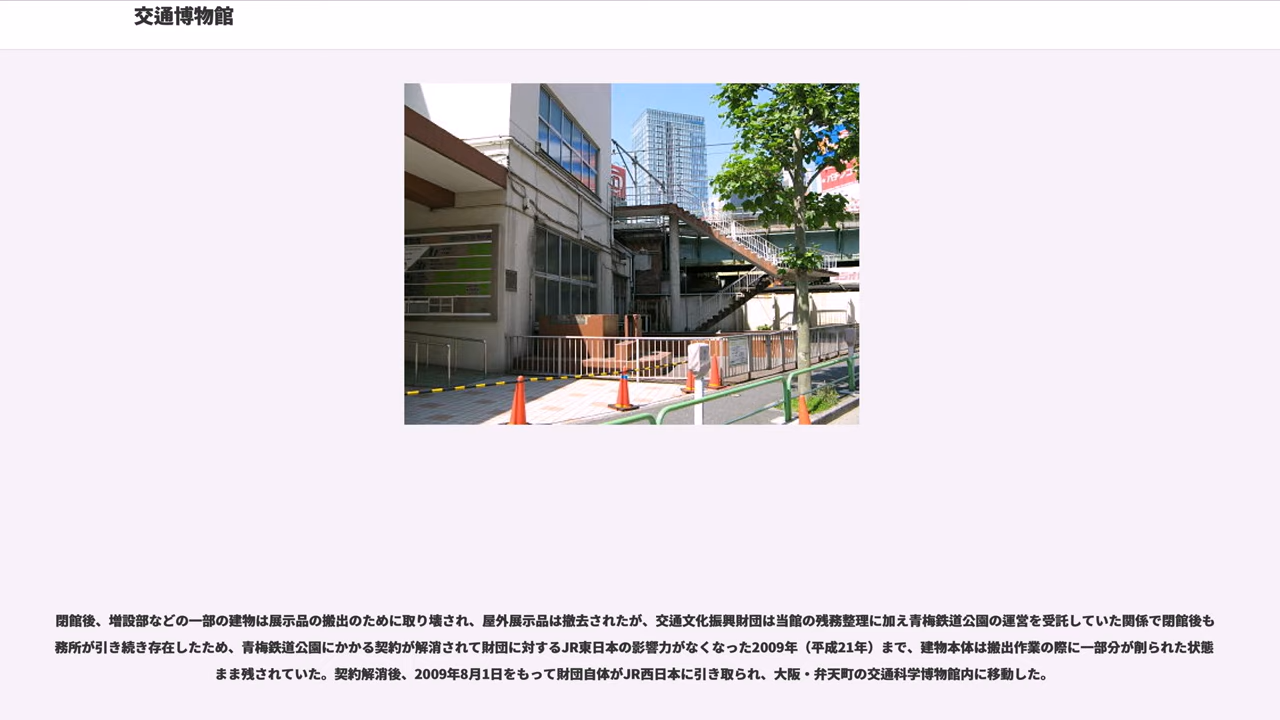 交通博物館
閉館後、増設部などの一部の建物は展示品の搬出のために取り壊され、屋外展示品は撤去されたが、交通文化振興財団は当館の残務整理に加え青梅鉄道公園の運営を受託していた関係で閉館後も
務所が引き続き存在したため、青梅鉄道公園にかかる契約が解消されて財団に対するJR東日本の影響力がなくなった2009年（平成21年）まで、建物本体は搬出作業の際に一部分が削られた状態
まま残されていた。契約解消後、2009年8月1日をもって財団自体がJR西日本に引き取られ、大阪・弁天町の交通科学博物館内に移動した。